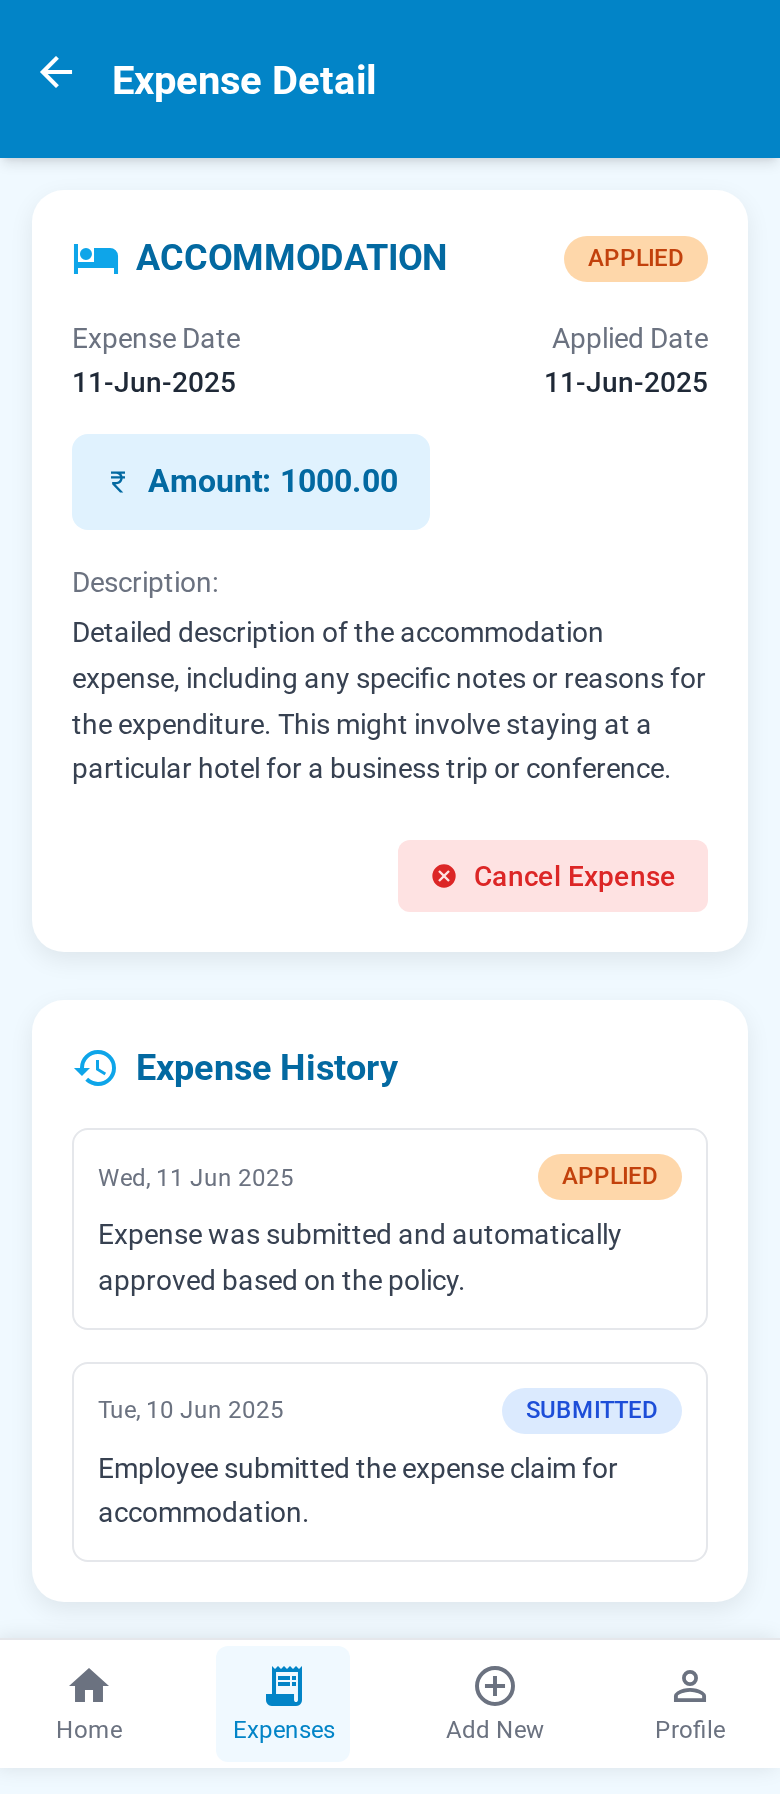 Expense Detail
ACCOMMODATION
APPLIED
Expense Date
Applied Date
11-Jun-2025
11-Jun-2025
₹ Amount: 1000.00
Description:
Detailed description of the accommodation
expense, including any specific notes or reasons for
the expenditure. This might involve staying at a
particular hotel for a business trip or conference.
Cancel Expense
Expense History
Wed, 11 Jun 2025
APPLIED
Expense was submitted and automatically
approved based on the policy.
Tue, 10 Jun 2025
SUBMITTED
Employee submitted the expense claim for
accommodation.
Home
Expenses
Add New
Profile